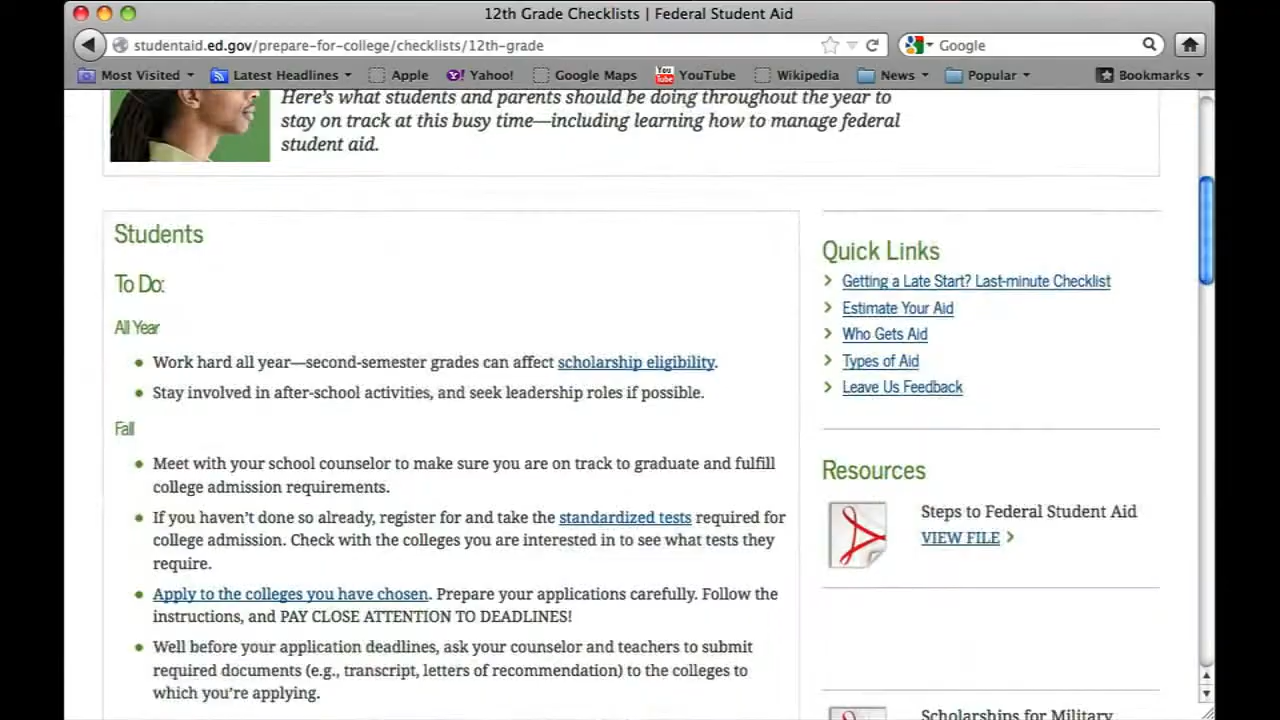 12th Grade Checklists | Federal Student Aid
studentaid.ed.gov/prepare-for-college/checklists/12th-grade
Google
Most Visited
Latest Headlines
Apple
Yahoo!
Google Maps
YouTube
Wikipedia
News
Popular
Bookmarks
Here's what students and parents should be doing throughout the year to
stay on track at this busy time—including learning how to manage federal
student aid.
Students
To Do:
All Year
Work hard all year—second-semester grades can affect scholarship eligibility.
Stay involved in after-school activities, and seek leadership roles if possible.
Fall
Meet with your school counselor to make sure you are on track to graduate and fulfill
college admission requirements.
If you haven't done so already, register for and take the standardized tests required for
college admission. Check with the colleges you are interested in to see what tests they
require.
Apply to the colleges you have chosen. Prepare your applications carefully. Follow the
instructions, and PAY CLOSE ATTENTION TO DEADLINES!
Well before your application deadlines, ask your counselor and teachers to submit
required documents (e.g., transcript, letters of recommendation) to the colleges to
which you're applying.
Quick Links
Getting a Late Start? Last-minute Checklist
Estimate Your Aid
Who Gets Aid
Types of Aid
Leave Us Feedback
Resources
Steps to Federal Student Aid
VIEW FILE
Scholarships for Military